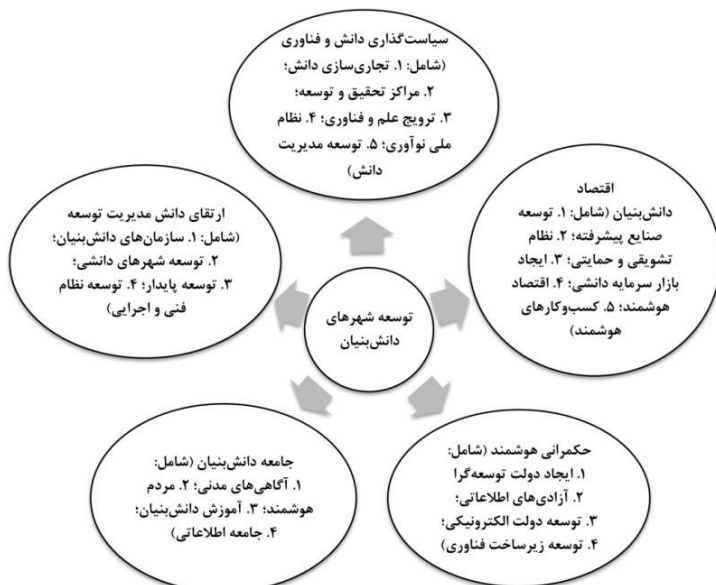 سیاست‌گذاری دانش و فناوری
(شامل: ۱. تجاری‌سازی دانش؛
۲. مراکز تحقیق و توسعه؛
۳. ترویج علم و فناوری؛ ۴. نظام
ملی نوآوری؛ ۵. توسعه مدیریت
دانش)
اقتصاد
دانش‌بنیان (شامل: ۱. توسعه
صنایع پیشرفته؛ ۲. نظام
تشویقی و حمایتی؛ ۳. ایجاد
بازار سرمایه دانشی؛ ۴. اقتصاد
هوشمند؛ ۵. کسب‌وکارهای
هوشمند)
ارتقای دانش مدیریت توسعه
(شامل: ۱. سازمان‌های دانش‌بنیان؛
۲. توسعه شهرهای دانشی؛
۳. توسعه پایدار؛ ۴. توسعه نظام
فنی و اجرایی)
توسعه شهرهای
دانش‌بنیان
حکمرانی هوشمند (شامل:
۱. ایجاد دولت توسعه‌گرا
۲. آزادی‌های اطلاعاتی؛
۳. توسعه دولت الکترونیکی؛
۴. توسعه زیرساخت فناوری)
جامعه دانش‌بنیان (شامل:
۱. آگاهی‌های مدنی؛ ۲. مردم
هوشمند؛ ۳. آموزش دانش‌بنیان؛
۴. جامعه اطلاعاتی)